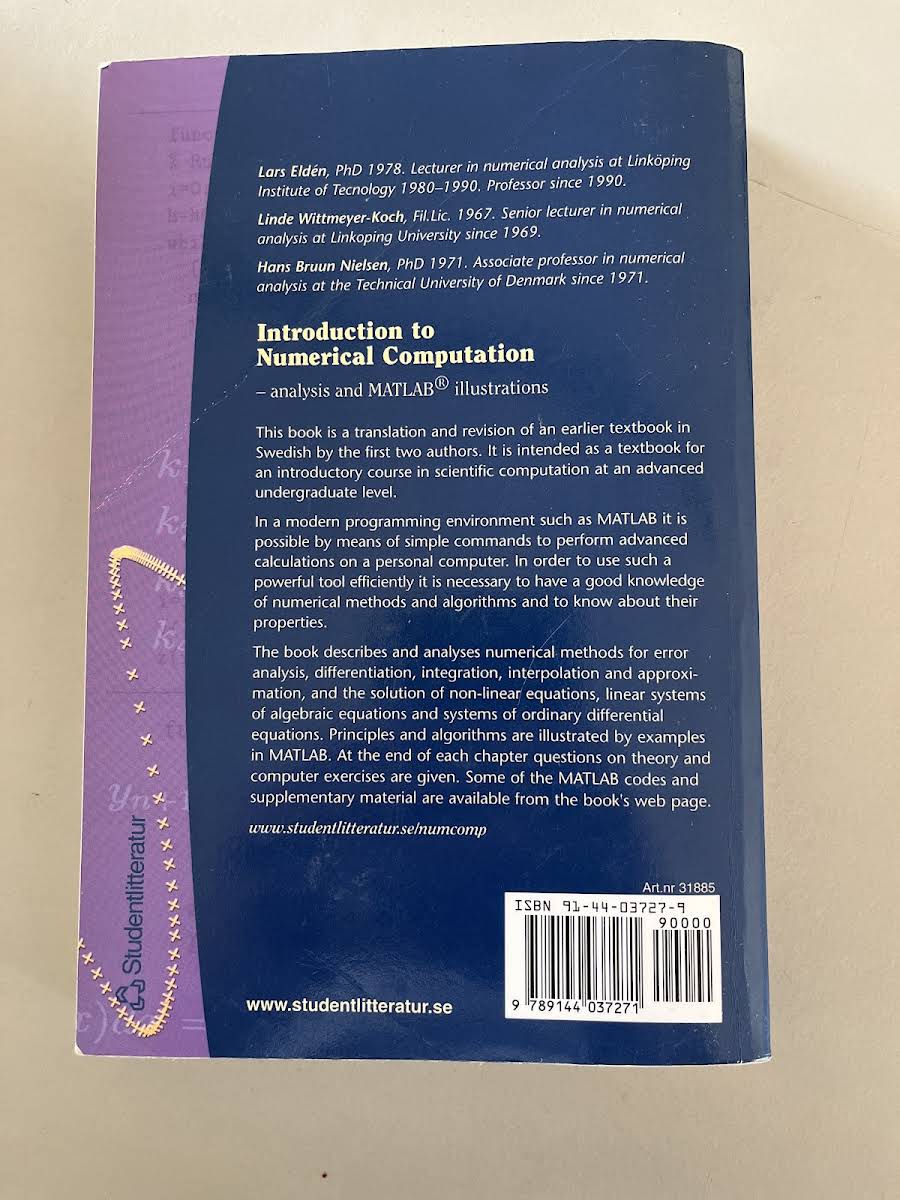 Lars Eldén, PhD 1978. Lecturer in numerical analysis at Linköping
Institute of Tecnology 1980–1990. Professor since 1990.
Linde Wittmeyer-Koch, Fil.Lic. 1967. Senior lecturer in numerical
analysis at Linkoping University since 1969.
Hans Bruun Nielsen, PhD 1971. Associate professor in numerical
analysis at the Technical University of Denmark since 1971.
Introduction to
Numerical Computation
– analysis and MATLAB® illustrations
This book is a translation and revision of an earlier textbook in
Swedish by the first two authors. It is intended as a textbook for
an introductory course in scientific computation at an advanced
undergraduate level.
In a modern programming environment such as MATLAB it is
possible by means of simple commands to perform advanced
calculations on a personal computer. In order to use such a
powerful tool efficiently it is necessary to have a good knowledge
of numerical methods and algorithms and to know about their
properties.
The book describes and analyses numerical methods for error
analysis, differentiation, integration, interpolation and approxi-
mation, and the solution of non-linear equations, linear systems
of algebraic equations and systems of ordinary differential
equations. Principles and algorithms are illustrated by examples
in MATLAB. At the end of each chapter questions on theory and
computer exercises are given. Some of the MATLAB codes and
supplementary material are available from the book's web page.
www.studentlitteratur.se/numcomp
Art.nr 31885
ISBN 91-44-03727-9
90000
9 789144 037271
www.studentlitteratur.se
Studentlitteratur